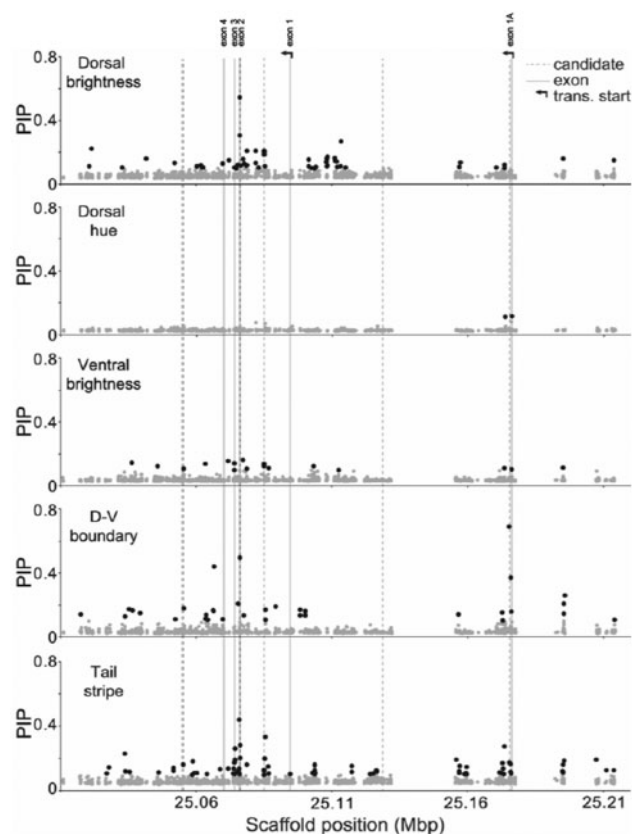 exon 4
exon 3
exon 2
exon 1
exon 1A
candidate
exon
trans. start
0.8
Dorsal
brightness
PIP
0.4
0
0.8
Dorsal
hue
PIP
0.4
0
0.8
Ventral
brightness
PIP
0.4
0
0.8
D-V
boundary
PIP
0.4
0
0.8
Tail
stripe
PIP
0.4
0
25.06
25.11
25.16
25.21
Scaffold position (Mbp)